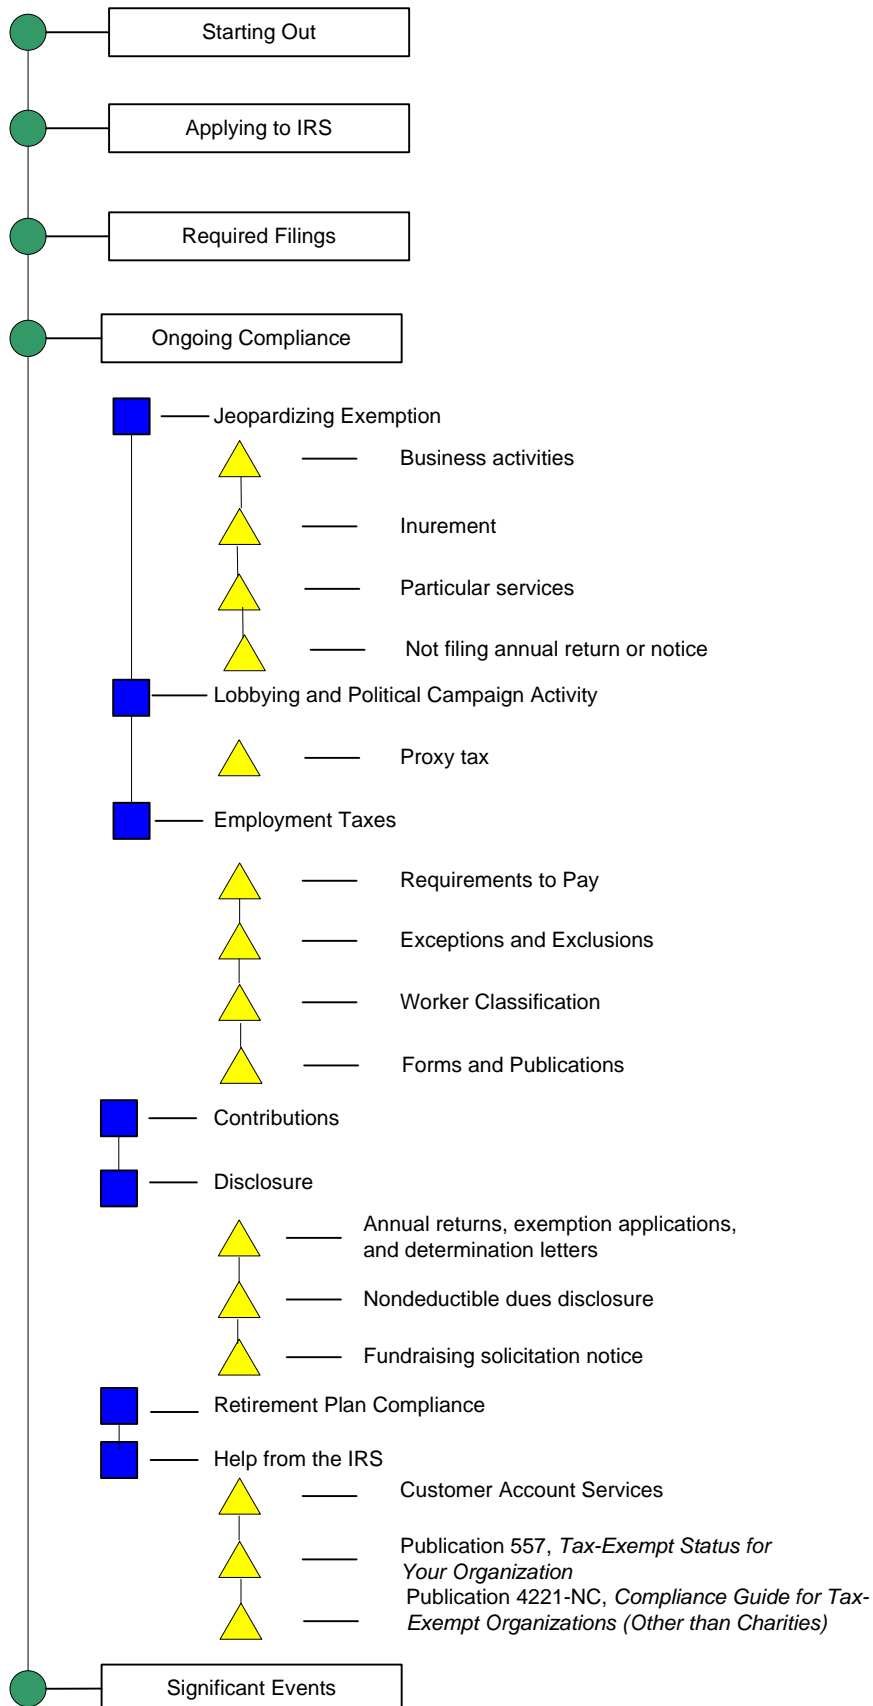 Starting Out
Applying to IRS
Required Filings
Ongoing Compliance
Jeopardizing Exemption
Business activities
Inurement
Particular services
Not filing annual return or notice
Lobbying and Political Campaign Activity
Proxy tax
Employment Taxes
Requirements to Pay
Exceptions and Exclusions
Worker Classification
Forms and Publications
Contributions
Disclosure
Annual returns, exemption applications,
and determination letters
Nondeductible dues disclosure
Fundraising solicitation notice
Retirement Plan Compliance
Help from the IRS
Customer Account Services
Publication 557, Tax-Exempt Status for
Your Organization
Publication 4221-NC, Compliance Guide for Tax-
Exempt Organizations (Other than Charities)
Significant Events